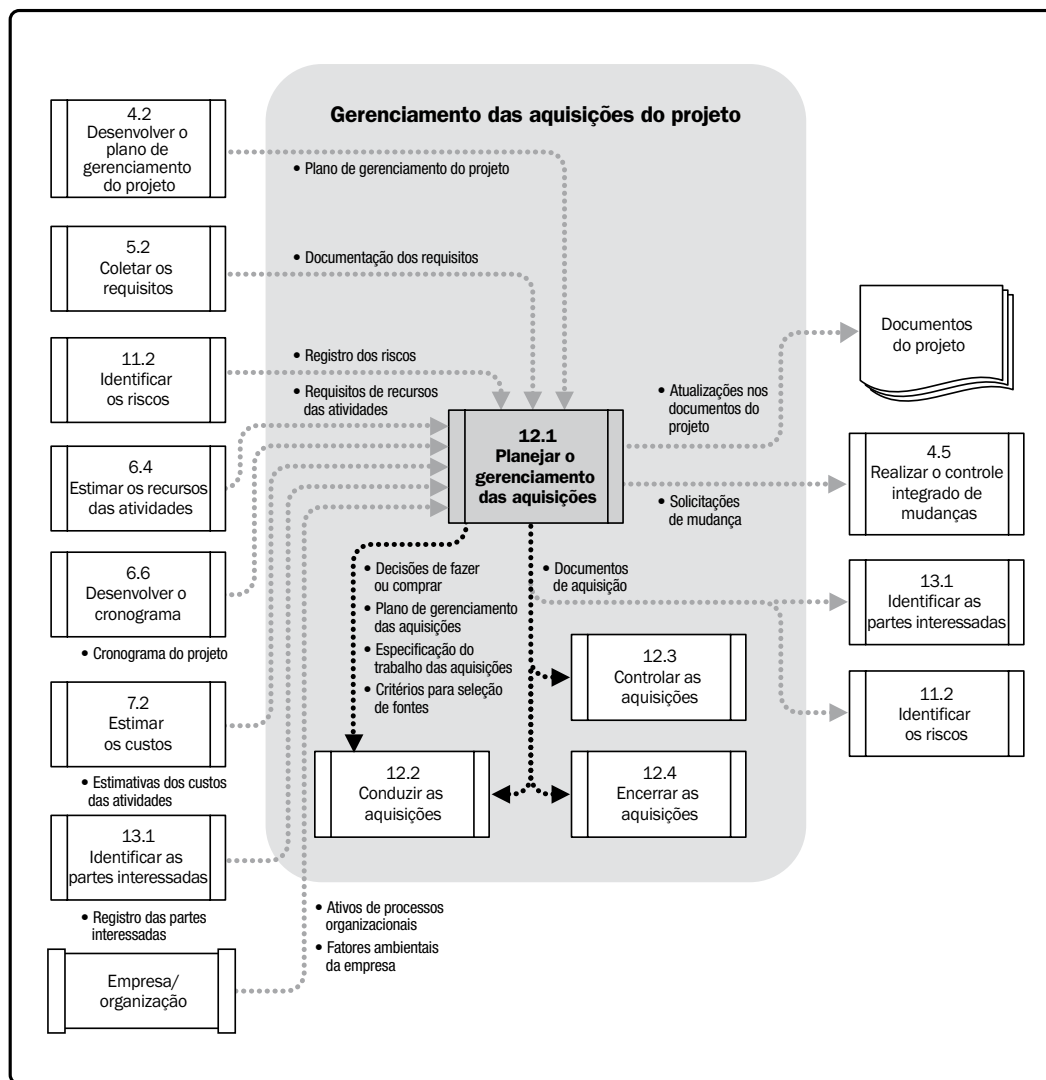 Gerenciamento das aquisições do projeto
4.2
Desenvolver o
plano de
gerenciamento
do projeto
• Plano de gerenciamento do projeto
5.2
Coletar os
requisitos
• Documentação dos requisitos
11.2
Identificar
os riscos
• Registro dos riscos
• Requisitos de recursos
das atividades
6.4
Estimar os recursos
das atividades
6.6
Desenvolver o
cronograma
• Cronograma do projeto
7.2
Estimar
os custos
• Estimativas dos custos
das atividades
13.1
Identificar as
partes interessadas
• Registro das partes
interessadas
Empresa/
organização
• Ativos de processos
organizacionais
• Fatores ambientais
da empresa
12.1
Planejar o
gerenciamento
das aquisições
• Decisões de fazer
ou comprar
• Plano de gerenciamento
das aquisições
• Especificação do
trabalho das aquisições
• Critérios para seleção
de fontes
• Documentos
de aquisição
12.2
Conduzir as
aquisições
12.3
Controlar as
aquisições
12.4
Encerrar as
aquisições
• Atualizações nos
documentos do
projeto
• Solicitações
de mudança
Documentos
do projeto
4.5
Realizar o controle
integrado de
mudanças
13.1
Identificar as
partes interessadas
11.2
Identificar
os riscos